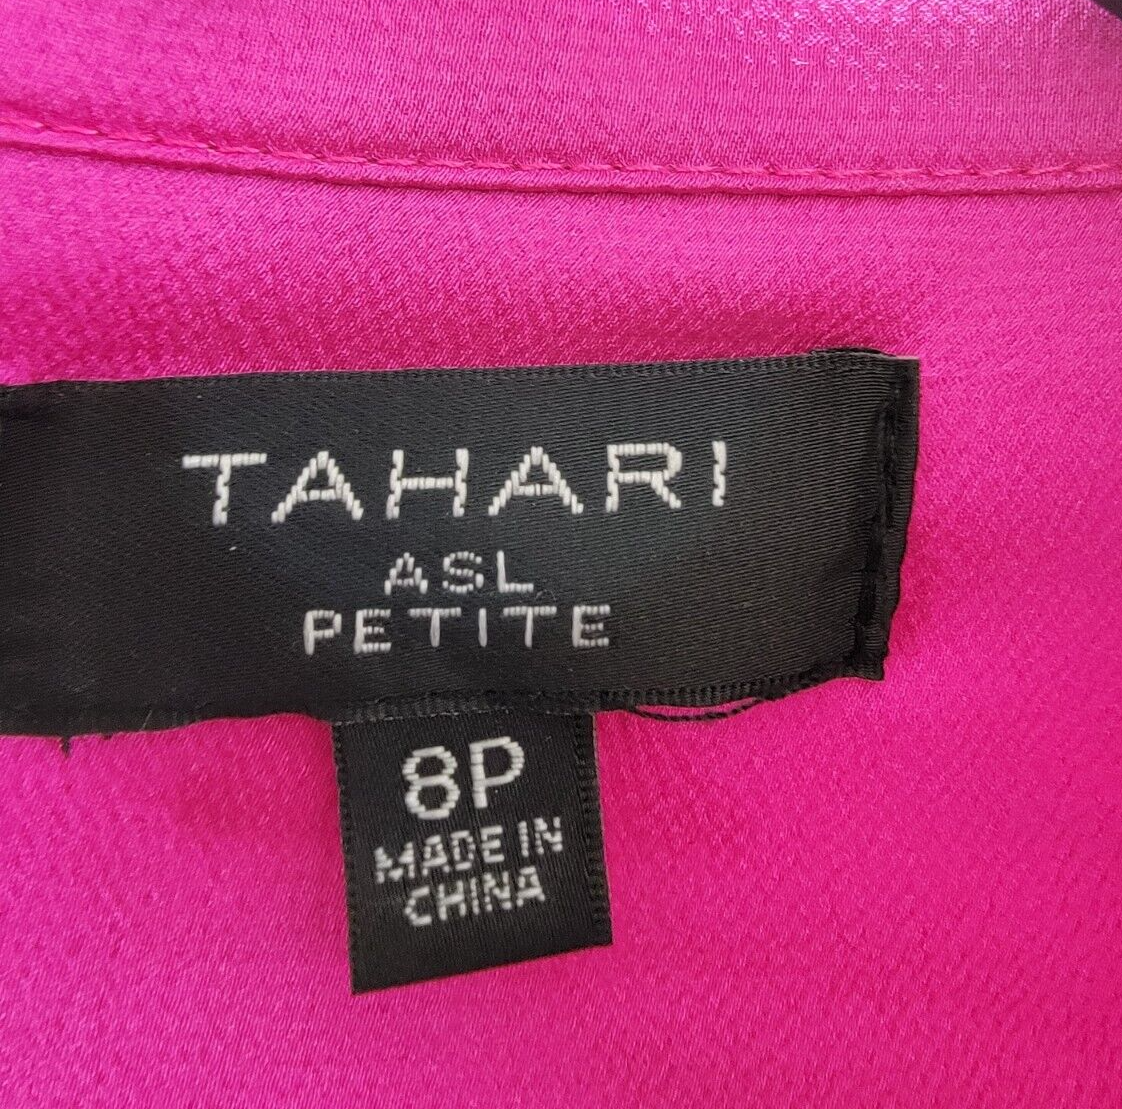 TAHARI
ASL
PETITE
8P
MADE IN
CHINA